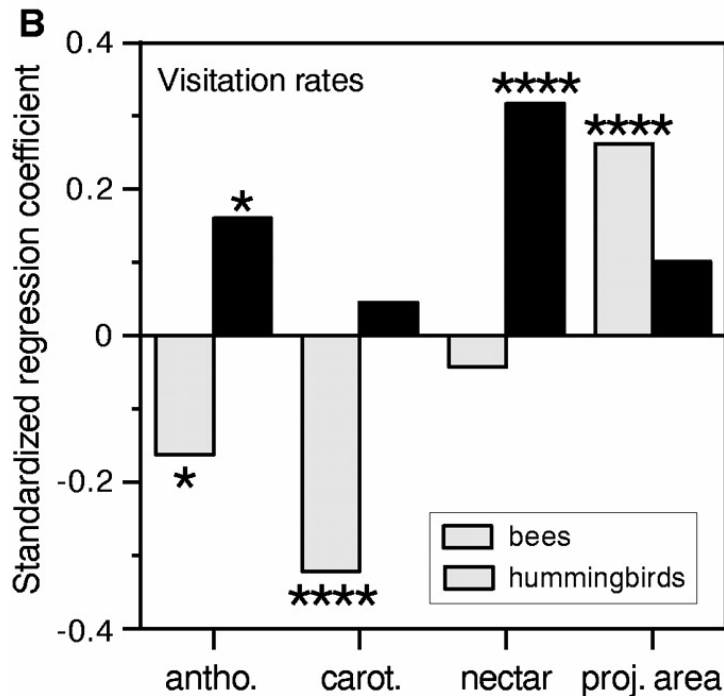 B
0.4
Visitation rates
****
****
*
0.2
Standardized regression coefficient
0
*
-0.2
bees
hummingbirds
****
-0.4
antho. carot. nectar proj. area